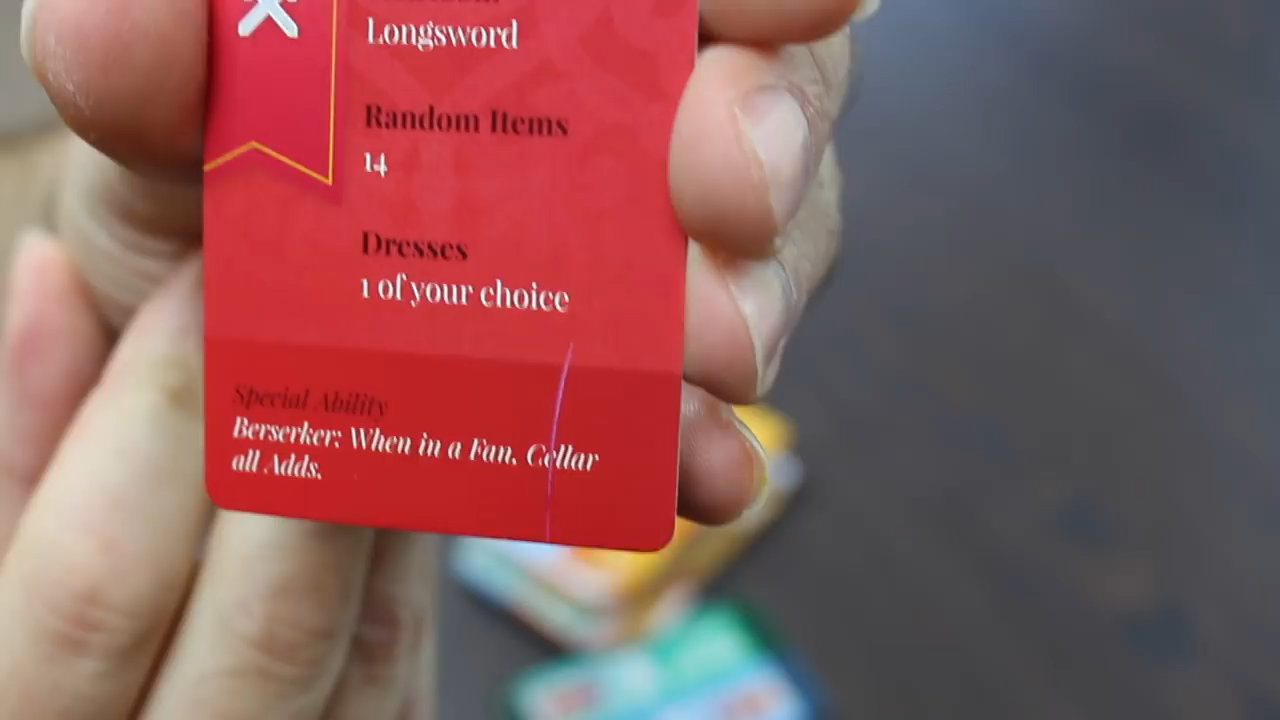 Longsword
Random Items
14
Dresses
1 of your choice
Special Ability
Berserker: When in a Fan, Cellar
all Adds.